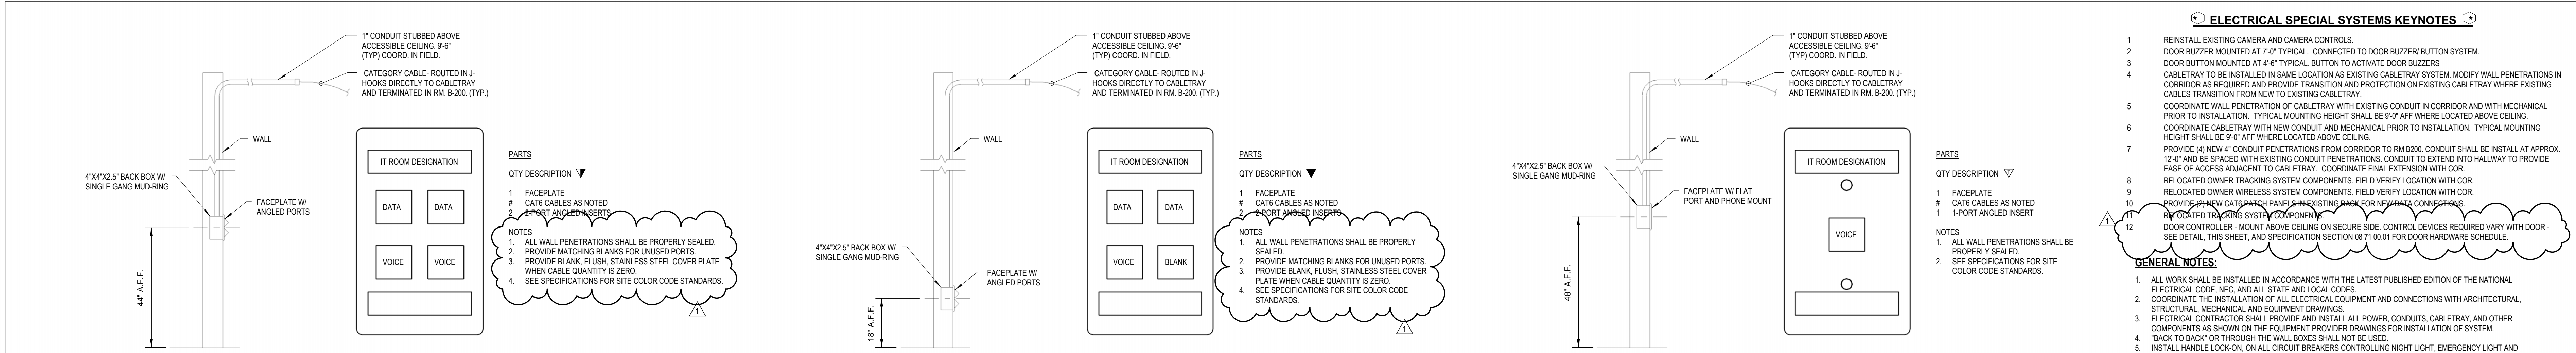 1" CONDUIT STUBBED ABOVE
ACCESSIBLE CEILING. 9'-6"
(TYP) COORD. IN FIELD.
CATEGORY CABLE- ROUTED IN J-
HOOKS DIRECTLY TO CABLETRAY
AND TERMINATED IN RM. B-200. (TYP.)
WALL
4"X4"X2.5" BACK BOX W/
SINGLE GANG MUD-RING
FACEPLATE W/
ANGLED PORTS
44" A.F.F.
IT ROOM DESIGNATION
DATA
DATA
VOICE
VOICE
PARTS
QTY DESCRIPTION
1 FACEPLATE
# CAT6 CABLES AS NOTED
2 2-PORT ANGLED INSERTS
NOTES
1. ALL WALL PENETRATIONS SHALL BE PROPERLY SEALED.
2. PROVIDE MATCHING BLANKS FOR UNUSED PORTS.
3. PROVIDE BLANK, FLUSH, STAINLESS STEEL COVER PLATE
WHEN CABLE QUANTITY IS ZERO.
4. SEE SPECIFICATIONS FOR SITE COLOR CODE STANDARDS.
1
1" CONDUIT STUBBED ABOVE
ACCESSIBLE CEILING. 9'-6"
(TYP) COORD. IN FIELD.
CATEGORY CABLE- ROUTED IN J-
HOOKS DIRECTLY TO CABLETRAY
AND TERMINATED IN RM. B-200. (TYP.)
WALL
4"X4"X2.5" BACK BOX W/
SINGLE GANG MUD-RING
FACEPLATE W/
ANGLED PORTS
18" A.F.F.
IT ROOM DESIGNATION
DATA
DATA
VOICE
BLANK
PARTS
QTY DESCRIPTION
1 FACEPLATE
# CAT6 CABLES AS NOTED
2 2-PORT ANGLED INSERTS
NOTES
1. ALL WALL PENETRATIONS SHALL BE PROPERLY
SEALED.
2. PROVIDE MATCHING BLANKS FOR UNUSED PORTS.
3. PROVIDE BLANK, FLUSH, STAINLESS STEEL COVER
PLATE WHEN CABLE QUANTITY IS ZERO.
4. SEE SPECIFICATIONS FOR SITE COLOR CODE
STANDARDS.
1
1" CONDUIT STUBBED ABOVE
ACCESSIBLE CEILING. 9'-6"
(TYP) COORD. IN FIELD.
CATEGORY CABLE- ROUTED IN J-
HOOKS DIRECTLY TO CABLETRAY
AND TERMINATED IN RM. B-200. (TYP.)
WALL
4"X4"X2.5" BACK BOX W/
SINGLE GANG MUD-RING
FACEPLATE W/ FLAT
PORT AND PHONE MOUNT
48" A.F.F.
IT ROOM DESIGNATION
VOICE
PARTS
QTY DESCRIPTION
1 FACEPLATE
# CAT6 CABLES AS NOTED
1 1-PORT ANGLED INSERT
NOTES
1. ALL WALL PENETRATIONS SHALL BE
PROPERLY SEALED.
2. SEE SPECIFICATIONS FOR SITE
COLOR CODE STANDARDS.
* ELECTRICAL SPECIAL SYSTEMS KEYNOTES *
1 REINSTALL EXISTING CAMERA AND CAMERA CONTROLS.
2 DOOR BUZZER MOUNTED AT 7'-0" TYPICAL. CONNECTED TO DOOR BUZZER/ BUTTON SYSTEM.
3 DOOR BUTTON MOUNTED AT 4'-6" TYPICAL. BUTTON TO ACTIVATE DOOR BUZZERS
4 CABLETRAY TO BE INSTALLED IN SAME LOCATION AS EXISTING CABLETRAY SYSTEM. MODIFY WALL PENETRATIONS IN
CORRIDOR AS REQUIRED AND PROVIDE TRANSITION AND PROTECTION ON EXISTING CABLETRAY WHERE EXISTING
CABLES TRANSITION FROM NEW TO EXISTING CABLETRAY.
5 COORDINATE WALL PENETRATION OF CABLETRAY WITH EXISTING CONDUIT IN CORRIDOR AND WITH MECHANICAL
PRIOR TO INSTALLATION. TYPICAL MOUNTING HEIGHT SHALL BE 9'-0" AFF WHERE LOCATED ABOVE CEILING.
6 COORDINATE CABLETRAY WITH NEW CONDUIT AND MECHANICAL PRIOR TO INSTALLATION. TYPICAL MOUNTING
HEIGHT SHALL BE 9'-0" AFF WHERE LOCATED ABOVE CEILING.
7 PROVIDE (4) NEW 4" CONDUIT PENETRATIONS FROM CORRIDOR TO RM B200. CONDUIT SHALL BE INSTALL AT APPROX.
12'-0" AND BE SPACED WITH EXISTING CONDUIT PENETRATIONS. CONDUIT TO EXTEND INTO HALLWAY TO PROVIDE
EASE OF ACCESS ADJACENT TO CABLETRAY. COORDINATE FINAL EXTENSION WITH COR.
8 RELOCATED OWNER TRACKING SYSTEM COMPONENTS. FIELD VERIFY LOCATION WITH COR.
9 RELOCATED OWNER WIRELESS SYSTEM COMPONENTS. FIELD VERIFY LOCATION WITH COR.
10 PROVIDE (2) NEW CAT6 PATCH PANELS IN EXISTING RACK FOR NEW DATA CONNECTIONS.
11 RELOCATED TRACKING SYSTEM COMPONENTS.
1
12 DOOR CONTROLLER - MOUNT ABOVE CEILING ON SECURE SIDE. CONTROL DEVICES REQUIRED VARY WITH DOOR -
SEE DETAIL, THIS SHEET, AND SPECIFICATION SECTION 08 71 00.01 FOR DOOR HARDWARE SCHEDULE.
GENERAL NOTES:
1. ALL WORK SHALL BE INSTALLED IN ACCORDANCE WITH THE LATEST PUBLISHED EDITION OF THE NATIONAL
ELECTRICAL CODE, NEC, AND ALL STATE AND LOCAL CODES.
2. COORDINATE THE INSTALLATION OF ALL ELECTRICAL EQUIPMENT AND CONNECTIONS WITH ARCHITECTURAL,
STRUCTURAL, MECHANICAL AND EQUIPMENT DRAWINGS.
3. ELECTRICAL CONTRACTOR SHALL PROVIDE AND INSTALL ALL POWER, CONDUITS, CABLETRAY, AND OTHER
COMPONENTS AS SHOWN ON THE EQUIPMENT PROVIDER DRAWINGS FOR INSTALLATION OF SYSTEM.
4. "BACK TO BACK" OR THROUGH THE WALL BOXES SHALL NOT BE USED.
5. INSTALL HANDLE LOCK-ON, ON ALL CIRCUIT BREAKERS CONTROLLING NIGHT LIGHT, EMERGENCY LIGHT AND